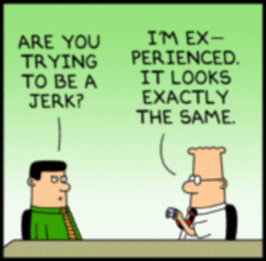 ARE YOU
TRYING
TO BE A
JERK?
I'M EX-
PERIENCED.
IT LOOKS
EXACTLY
THE SAME.